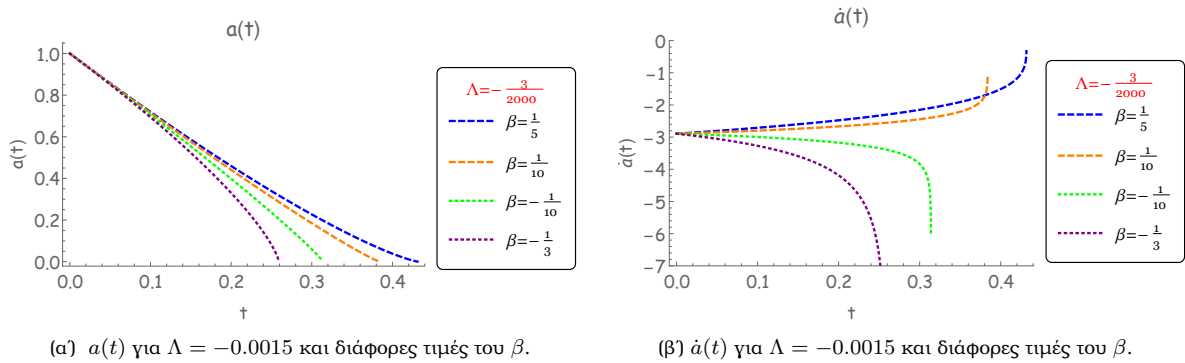 a(t)
a(t)
1.0
0.8
0.6
0.4
0.2
0.0
0.0 0.1 0.2 0.3 0.4
t
Λ=- 3/2000
β= 1/5
β= 1/10
β=- 1/10
β=- 1/3
(α΄) a(t) για Λ = −0.0015 και διάφορες τιμές του β.
ȧ(t)
ȧ(t)
0
-1
-2
-3
-4
-5
-6
-7
0.0 0.1 0.2 0.3 0.4
t
Λ=- 3/2000
β= 1/5
β= 1/10
β=- 1/10
β=- 1/3
(β΄) ȧ(t) για Λ = −0.0015 και διάφορες τιμές του β.